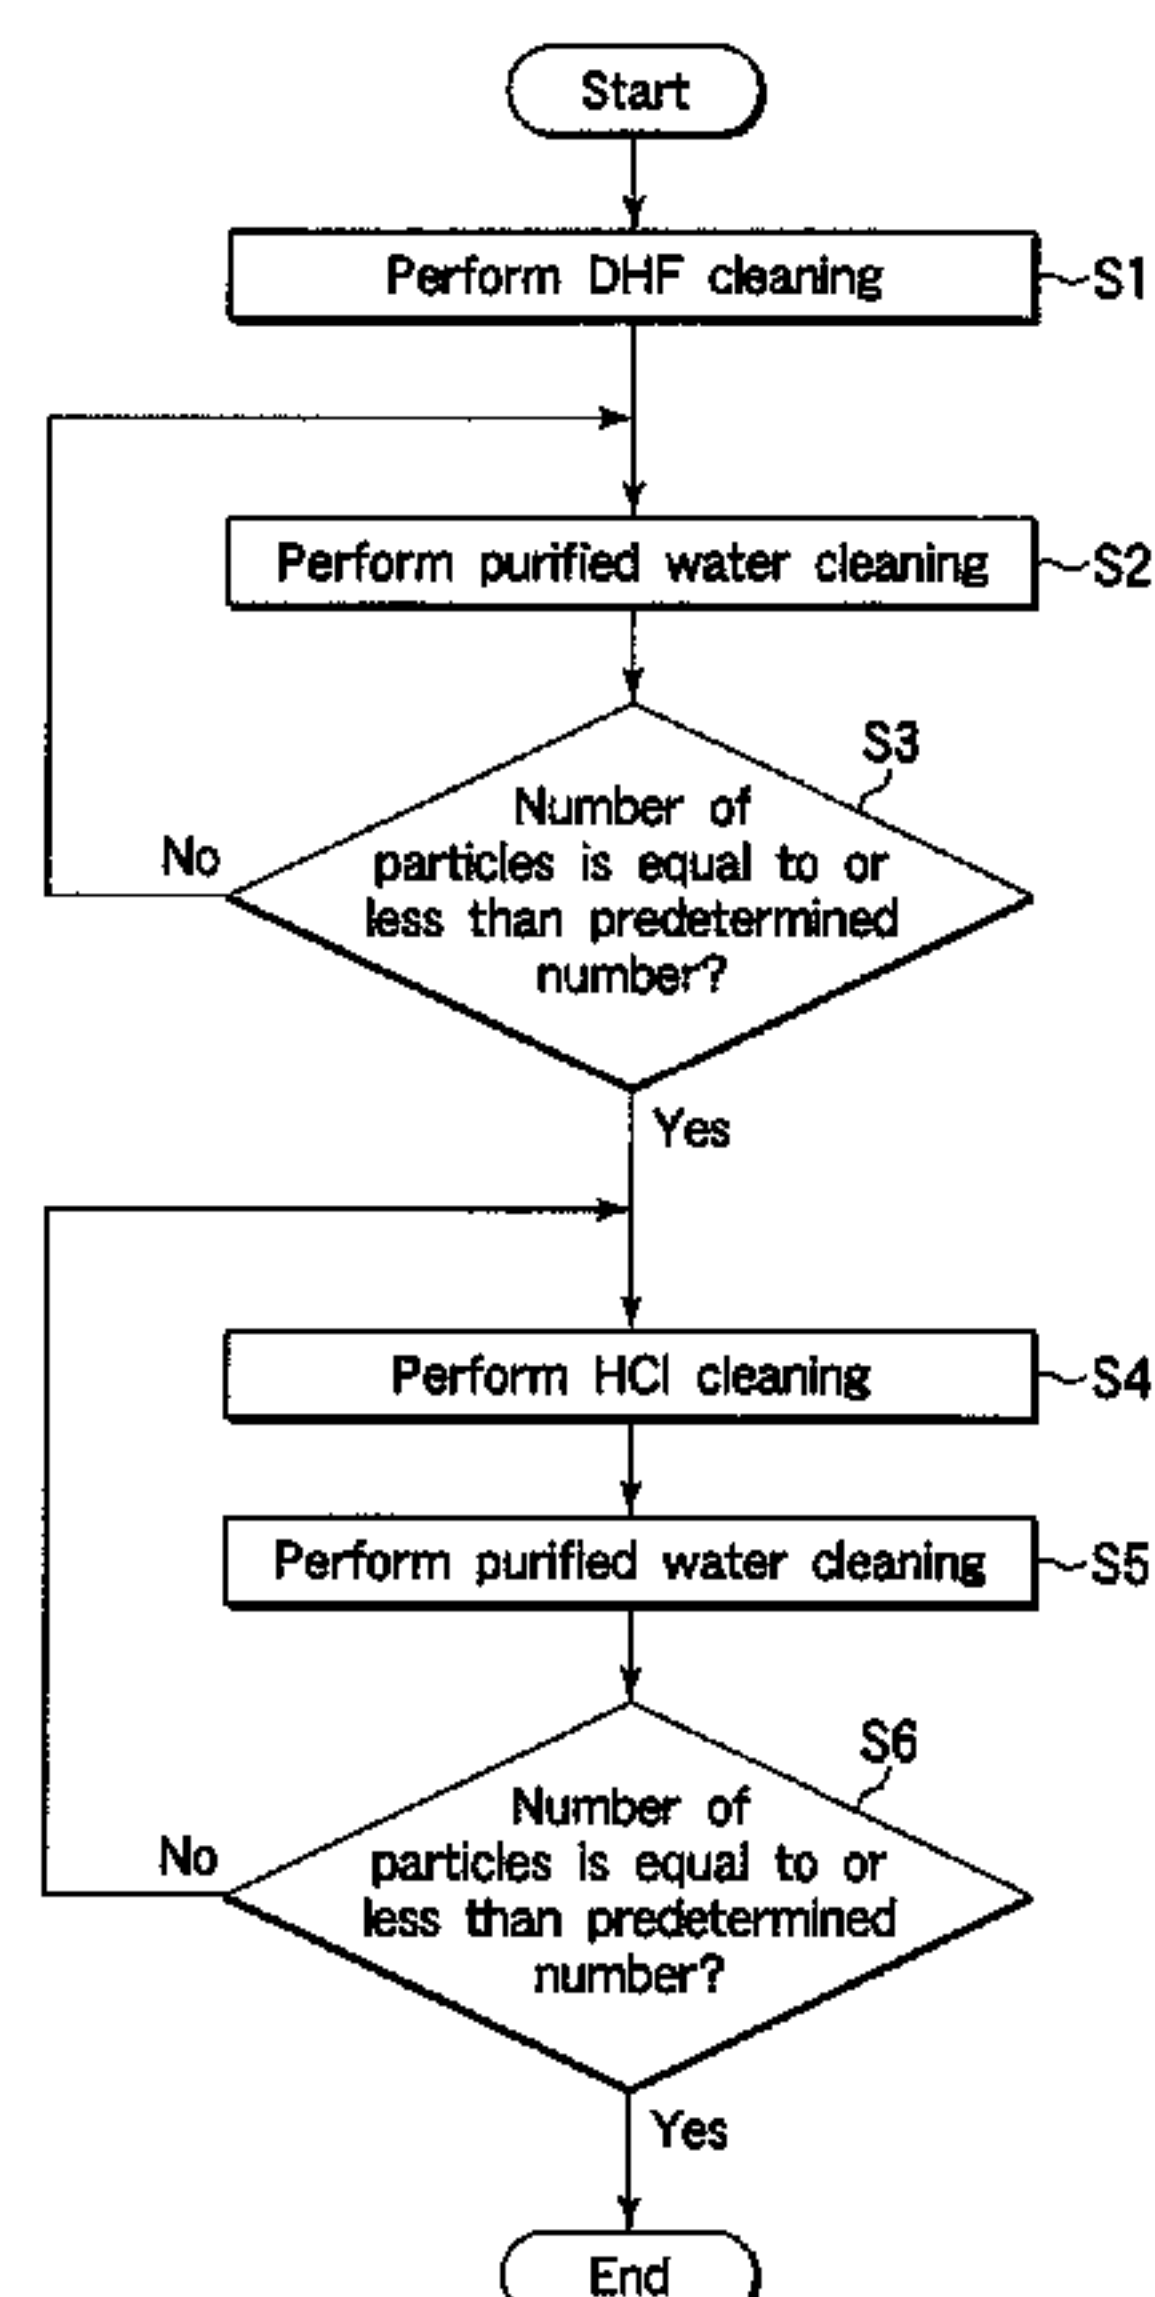 Start
Perform DHF cleaning
S1
Perform purified water cleaning
S2
S3
Number of
particles is equal to or
less than predetermined
number?
No
Yes
Perform HCl cleaning
S4
Perform purified water cleaning
S5
S6
Number of
particles is equal to or
less than predetermined
number?
No
Yes
End